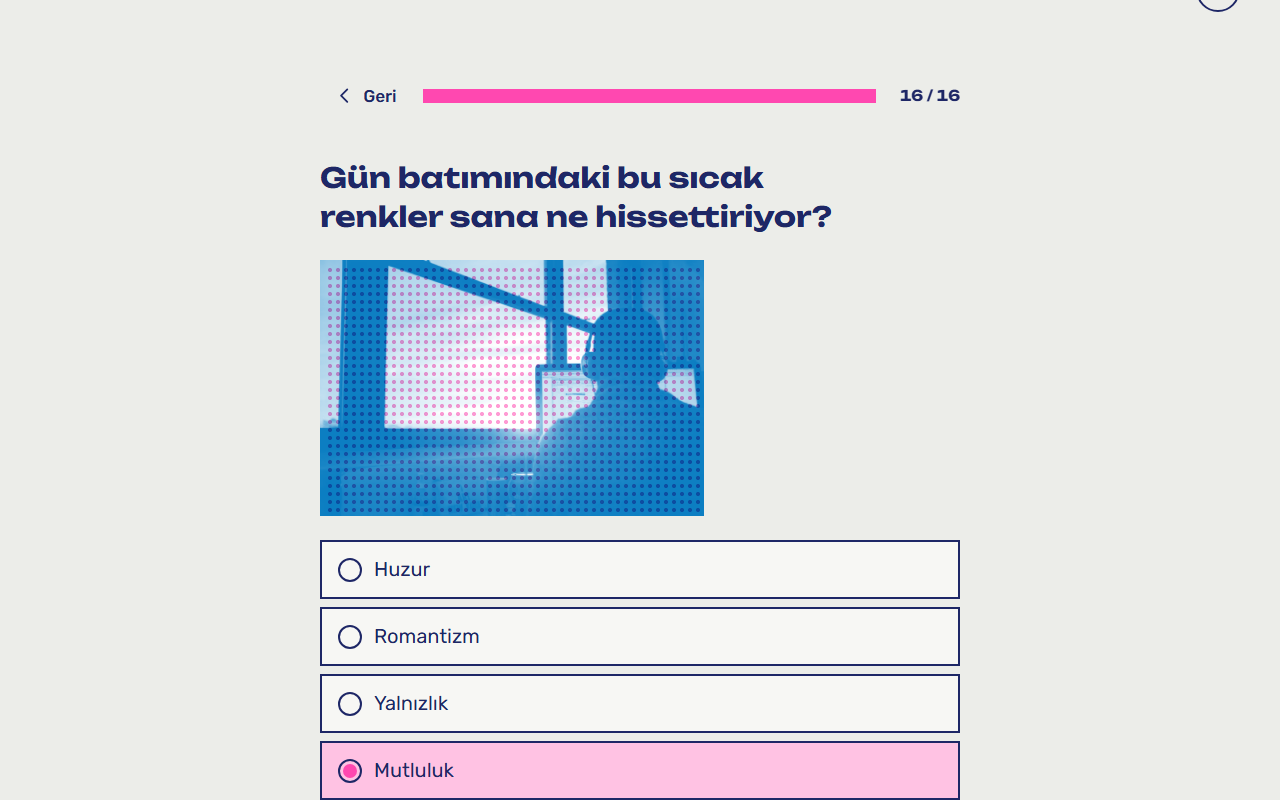 Geri
16 / 16
Gün batımındaki bu sıcak
renkler sana ne hissettiriyor?
Huzur
Romantizm
Yalnızlık
Mutluluk